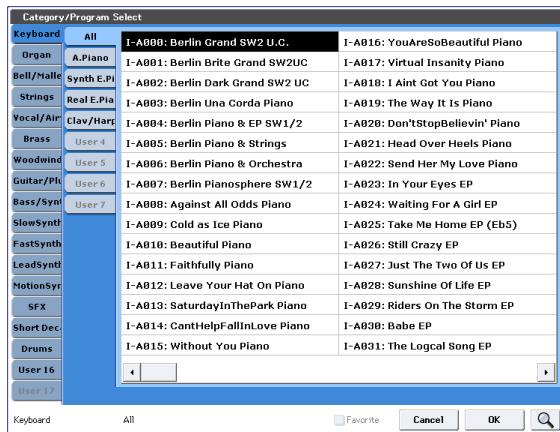 Category/Program Select
Keyboard
Organ
Bell/Malle
Strings
Vocal/Air
Brass
Woodwind
Guitar/Plu
Bass/Synt
SlowSynth
FastSynth
LeadSynth
MotionSyn
SFX
Short Dec
Drums
User 16
User 17
All
A.Piano
Synth E.Pi
Real E.Pia
Clav/Harp
User 4
User 5
User 6
User 7
I-A000: Berlin Grand SW2 U.C.
I-A001: Berlin Brite Grand SW2UC
I-A002: Berlin Dark Grand SW2 UC
I-A003: Berlin Una Corda Piano
I-A004: Berlin Piano & EP SW1/2
I-A005: Berlin Piano & Strings
I-A006: Berlin Piano & Orchestra
I-A007: Berlin Pianosphere SW1/2
I-A008: Against All Odds Piano
I-A009: Cold as Ice Piano
I-A010: Beautiful Piano
I-A011: Faithfully Piano
I-A012: Leave Your Hat On Piano
I-A013: SaturdayInThePark Piano
I-A014: CantHelpFallInLove Piano
I-A015: Without You Piano
I-A016: YouAreSoBeautiful Piano
I-A017: Virtual Insanity Piano
I-A018: I Aint Got You Piano
I-A019: The Way It Is Piano
I-A020: Don'tStopBelievin' Piano
I-A021: Head Over Heels Piano
I-A022: Send Her My Love Piano
I-A023: In Your Eyes EP
I-A024: Waiting For A Girl EP
I-A025: Take Me Home EP (Eb5)
I-A026: Still Crazy EP
I-A027: Just The Two Of Us EP
I-A028: Sunshine Of Life EP
I-A029: Riders On The Storm EP
I-A030: Babe EP
I-A031: The Logcal Song EP
Keyboard
All
Favorite
Cancel
OK